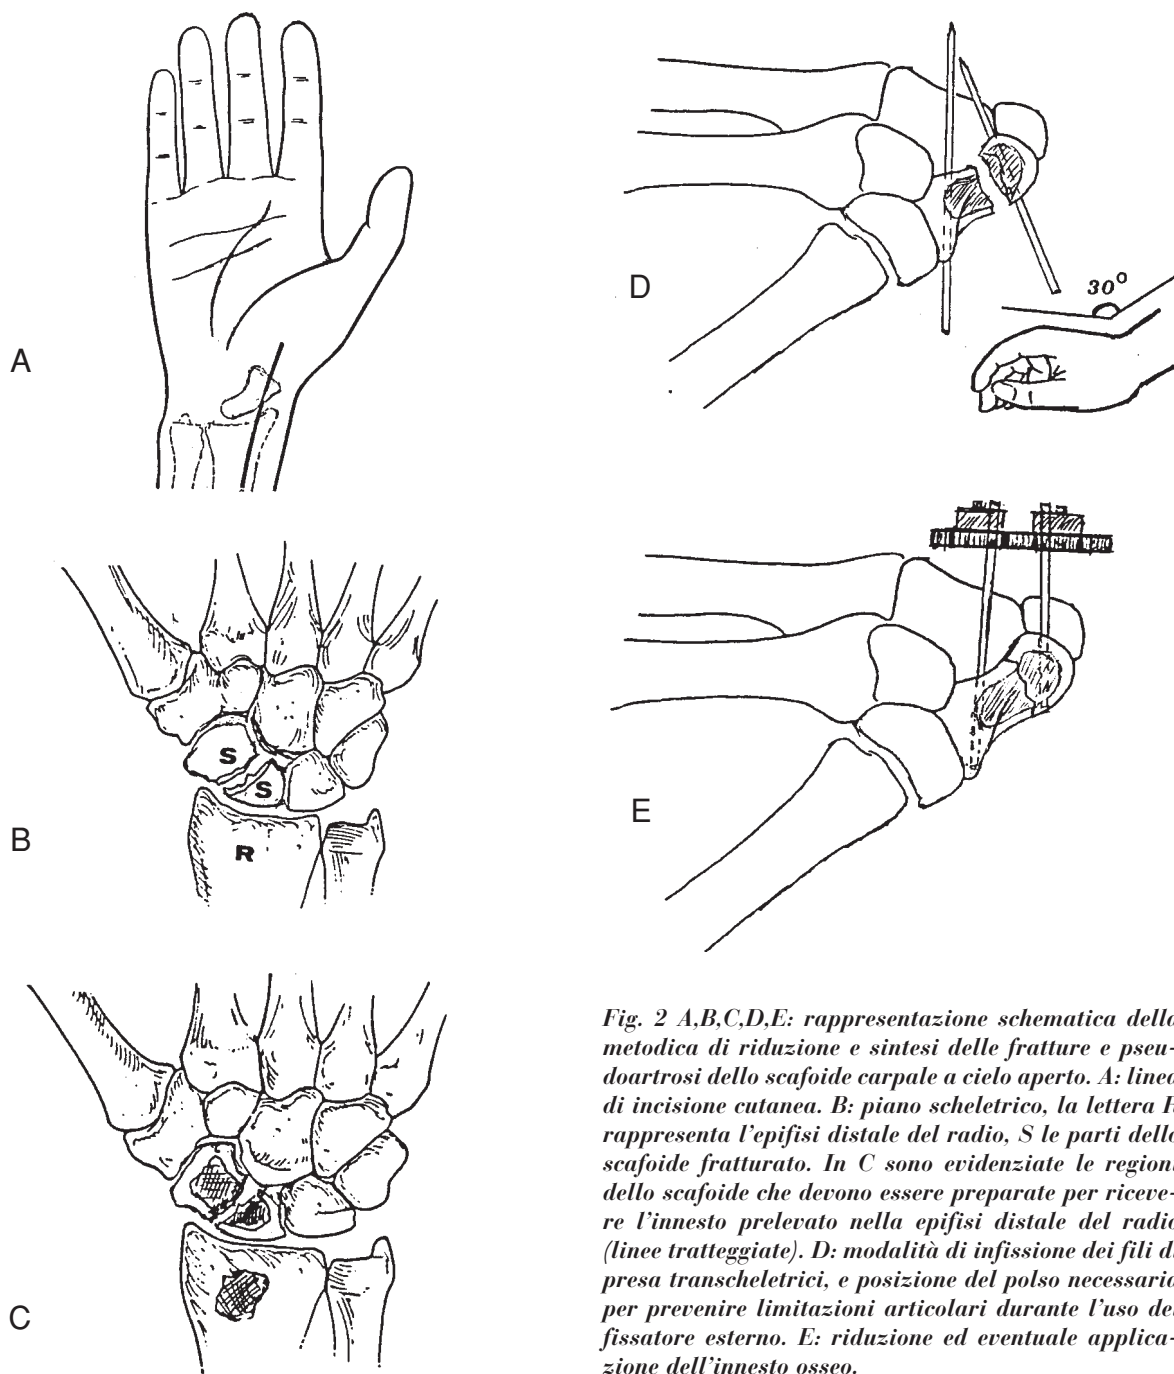 A
D
30°
B
S
S
R
E
C
Fig. 2 A,B,C,D,E: rappresentazione schematica della
metodica di riduzione e sintesi delle fratture e pseu-
doartrosi dello scafoide carpale a cielo aperto. A: linea
di incisione cutanea. B: piano scheletrico, la lettera R
rappresenta l'epifisi distale del radio, S le parti dello
scafoide fratturato. In C sono evidenziate le regioni
dello scafoide che devono essere preparate per riceve-
re l'innesto prelevato nella epifisi distale del radio
(linee tratteggiate). D: modalità di infissione dei fili di
presa transcheletrici, e posizione del polso necessaria
per prevenire limitazioni articolari durante l'uso del
fissatore esterno. E: riduzione ed eventuale applica-
zione dell'innesto osseo.